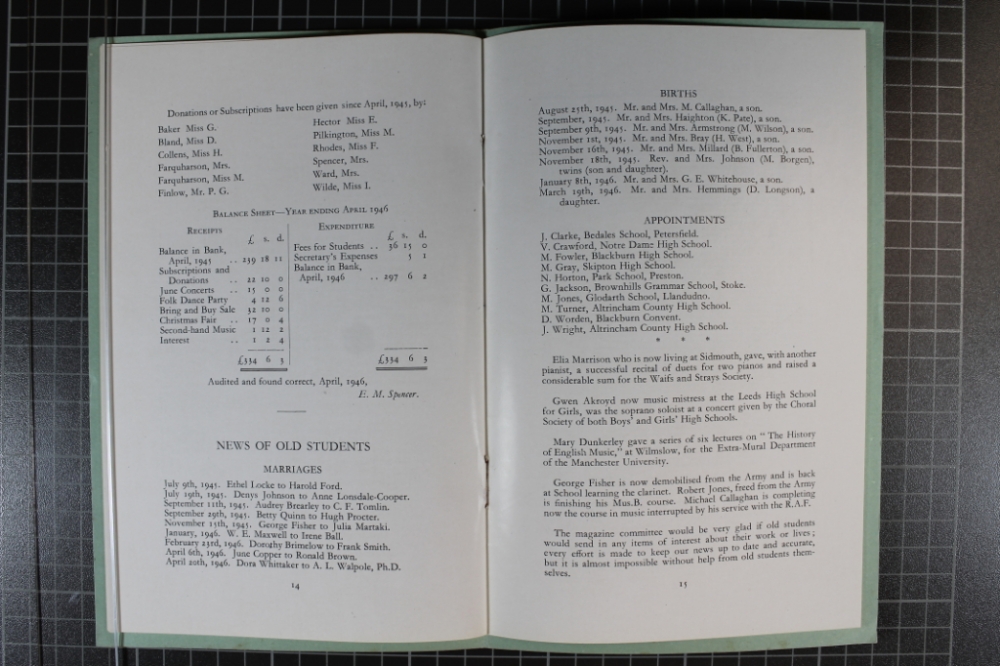 Donations or Subscriptions have been given since April, 1945, by:
Baker Miss G.
Bland, Miss D.
Collens, Miss H.
Farquharson, Mrs.
Farquharson, Miss M.
Finlow, Mr. P. G.
Hector Miss E.
Pilkington, Miss M.
Rhodes, Miss F.
Spencer, Mrs.
Ward, Mrs.
Wilde, Miss I.
BALANCE SHEET—YEAR ENDING APRIL 1946
RECEIPTS
£ s. d.
Balance in Bank,
April, 1945 .. 239 18 11
Subscriptions and
Donations .. 22 10 0
June Concerts .. 15 0 0
Folk Dance Party 4 12 6
Bring and Buy Sale 32 10 0
Christmas Fair .. 17 0 4
Second-hand Music 1 12 2
Interest .. 1 2 4
£334 6 3
EXPENDITURE
£ s. d.
Fees for Students .. 36 15 0
Secretary's Expenses 5 1
Balance in Bank,
April, 1946 .. 297 6 2
£334 6 3
Audited and found correct, April, 1946,
E. M. Spencer.
NEWS OF OLD STUDENTS
MARRIAGES
July 9th, 1945. Ethel Locke to Harold Ford.
July 19th, 1945. Denys Johnson to Anne Lonsdale-Cooper.
September 11th, 1945. Audrey Brearley to C. F. Tomlin.
September 29th, 1945. Betty Quinn to Hugh Procter.
November 15th, 1945. George Fisher to Julia Martaki.
January, 1946. W. E. Maxwell to Irene Ball.
February 23rd, 1946. Dorothy Brimelow to Frank Smith.
April 6th, 1946. June Copper to Ronald Brown.
April 20th, 1946. Dora Whittaker to A. L. Walpole, Ph.D.
14
BIRTHS
August 25th, 1945. Mr. and Mrs. M. Callaghan, a son.
September, 1945. Mr. and Mrs. Haighton (K. Pate), a son.
September 9th, 1945. Mr. and Mrs. Armstrong (M. Wilson), a son.
November 1st, 1945. Mr. and Mrs. Bray (H. West), a son.
November 16th, 1945. Mr. and Mrs. Millard (B. Fullerton), a son.
November 18th, 1945. Rev. and Mrs. Johnson (M. Borgen),
twins (son and daughter).
January 8th, 1946. Mr. and Mrs. G. E. Whitehouse, a son.
March 19th, 1946. Mr. and Mrs. Hemmings (D. Longson), a
daughter.
APPOINTMENTS
J. Clarke, Bedales School, Petersfield.
V. Crawford, Notre Dame High School.
M. Fowler, Blackburn High School.
M. Gray, Skipton High School.
N. Horton, Park School, Preston.
G. Jackson, Brownhills Grammar School, Stoke.
M. Jones, Glodarth School, Llandudno.
M. Turner, Altrincham County High School.
D. Worden, Blackburn Convent.
J. Wright, Altrincham County High School.
* * *
Elia Marrison who is now living at Sidmouth, gave, with another
pianist, a successful recital of duets for two pianos and raised a
considerable sum for the Waifs and Strays Society.
Gwen Akroyd now music mistress at the Leeds High School
for Girls, was the soprano soloist at a concert given by the Choral
Society of both Boys' and Girls' High Schools.
Mary Dunkerley gave a serirs of six lectures on "The History
of English Music," at Wilmslow, for the Extra-Mural Department
of the Manchester University.
George Fisher is now demobilised from the Army and is back
at School learning the clarinet. Robert Jones, freed from the Army
is finishing his Mus.B. course. Michael Callaghan is completing
now the course in music interrupted by his service with the R.A.F.
The magazine committee would be very glad if old students
would send in any items of interest about their work or lives;
every effort is made to keep our news up to date and accurate,
but it is almost impossible without help from old students them-
selves.
15